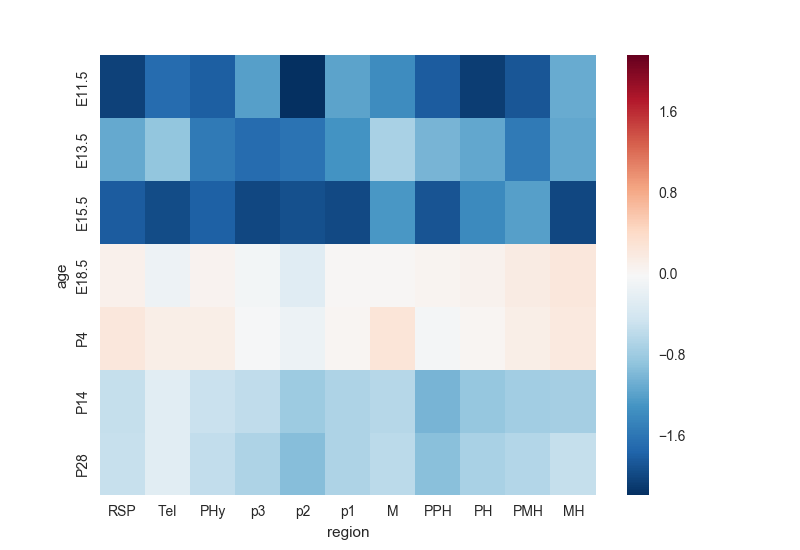 E11.5
E13.5
E15.5
E18.5
P4
P14
P28
age
RSP Tel PHy p3 p2 p1 M PPH PH PMH MH
region
1.6
0.8
0.0
−0.8
−1.6